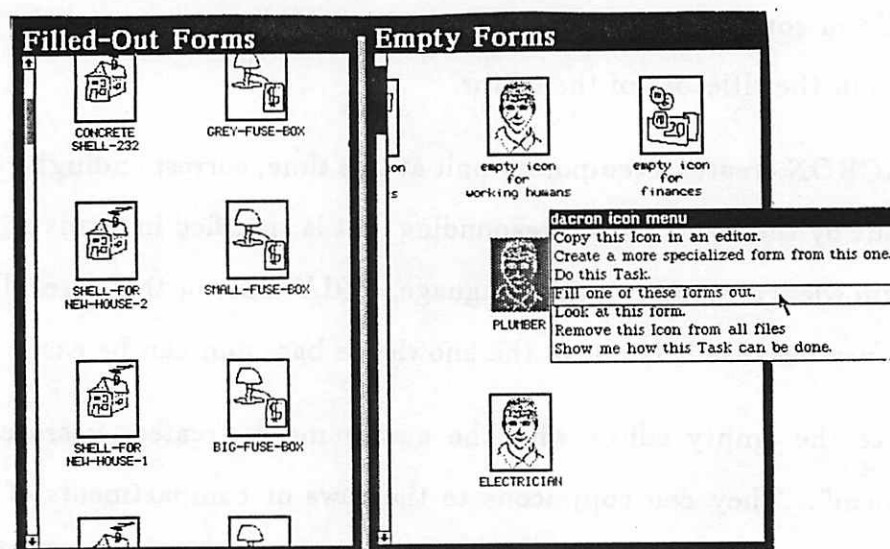 Filled-Out Forms
CONCRETE
SHELL-232
GREY-FUSE-BOX
SHELL-FOR
NEW-HOUSE-2
SMALL-FUSE-BOX
SHELL-FOR
NEW-HOUSE-1
BIG-FUSE-BOX
Empty Forms
on
s
empty icon
for
working humans
empty icon
for
finances
PLUMBER
dacron icon menu
Copy this Icon in an editor.
Create a more specialized form from this one.
Do this Task.
Fill one of these forms out.
Look at this form.
Remove this Icon from all files
Show me how this Task can be done.
ELECTRICIAN